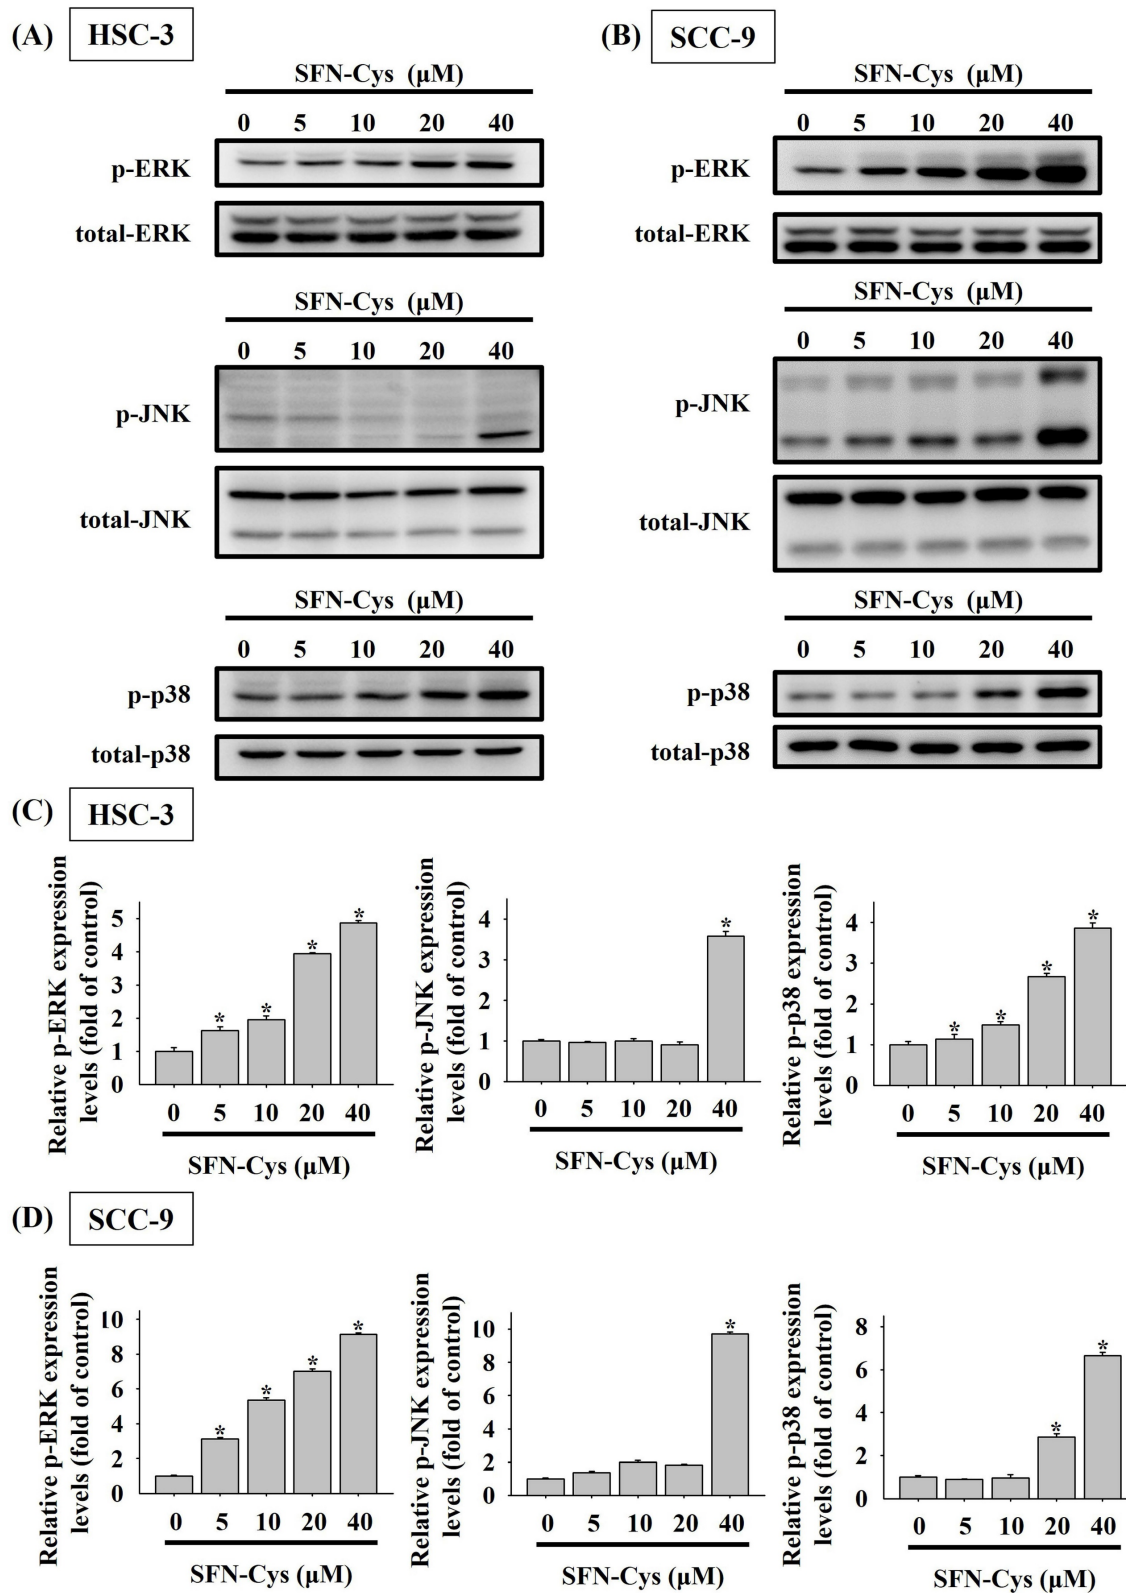 (A) HSC-3
SFN-Cys (μM)
0 5 10 20 40
p-ERK
total-ERK
SFN-Cys (μM)
0 5 10 20 40
p-JNK
total-JNK
SFN-Cys (μM)
0 5 10 20 40
p-p38
total-p38
(B) SCC-9
SFN-Cys (μM)
0 5 10 20 40
p-ERK
total-ERK
SFN-Cys (μM)
0 5 10 20 40
p-JNK
total-JNK
SFN-Cys (μM)
0 5 10 20 40
p-p38
total-p38
(C) HSC-3
Relative p-ERK expression
levels (fold of control)
5
4
3
2
1
0
* * * *
0 5 10 20 40
SFN-Cys (μM)
Relative p-JNK expression
levels (fold of control)
4
3
2
1
0
*
0 5 10 20 40
SFN-Cys (μM)
Relative p-p38 expression
levels (fold of control)
4
3
2
1
0
* * * *
0 5 10 20 40
SFN-Cys (μM)
(D) SCC-9
Relative p-ERK expression
levels (fold of control)
10
8
6
4
2
0
* * * *
0 5 10 20 40
SFN-Cys (μM)
Relative p-JNK expression
levels (fold of control)
10
8
6
4
2
0
*
0 5 10 20 40
SFN-Cys (μM)
Relative p-p38 expression
levels (fold of control)
8
6
4
2
0
* *
0 5 10 20 40
SFN-Cys (μM)